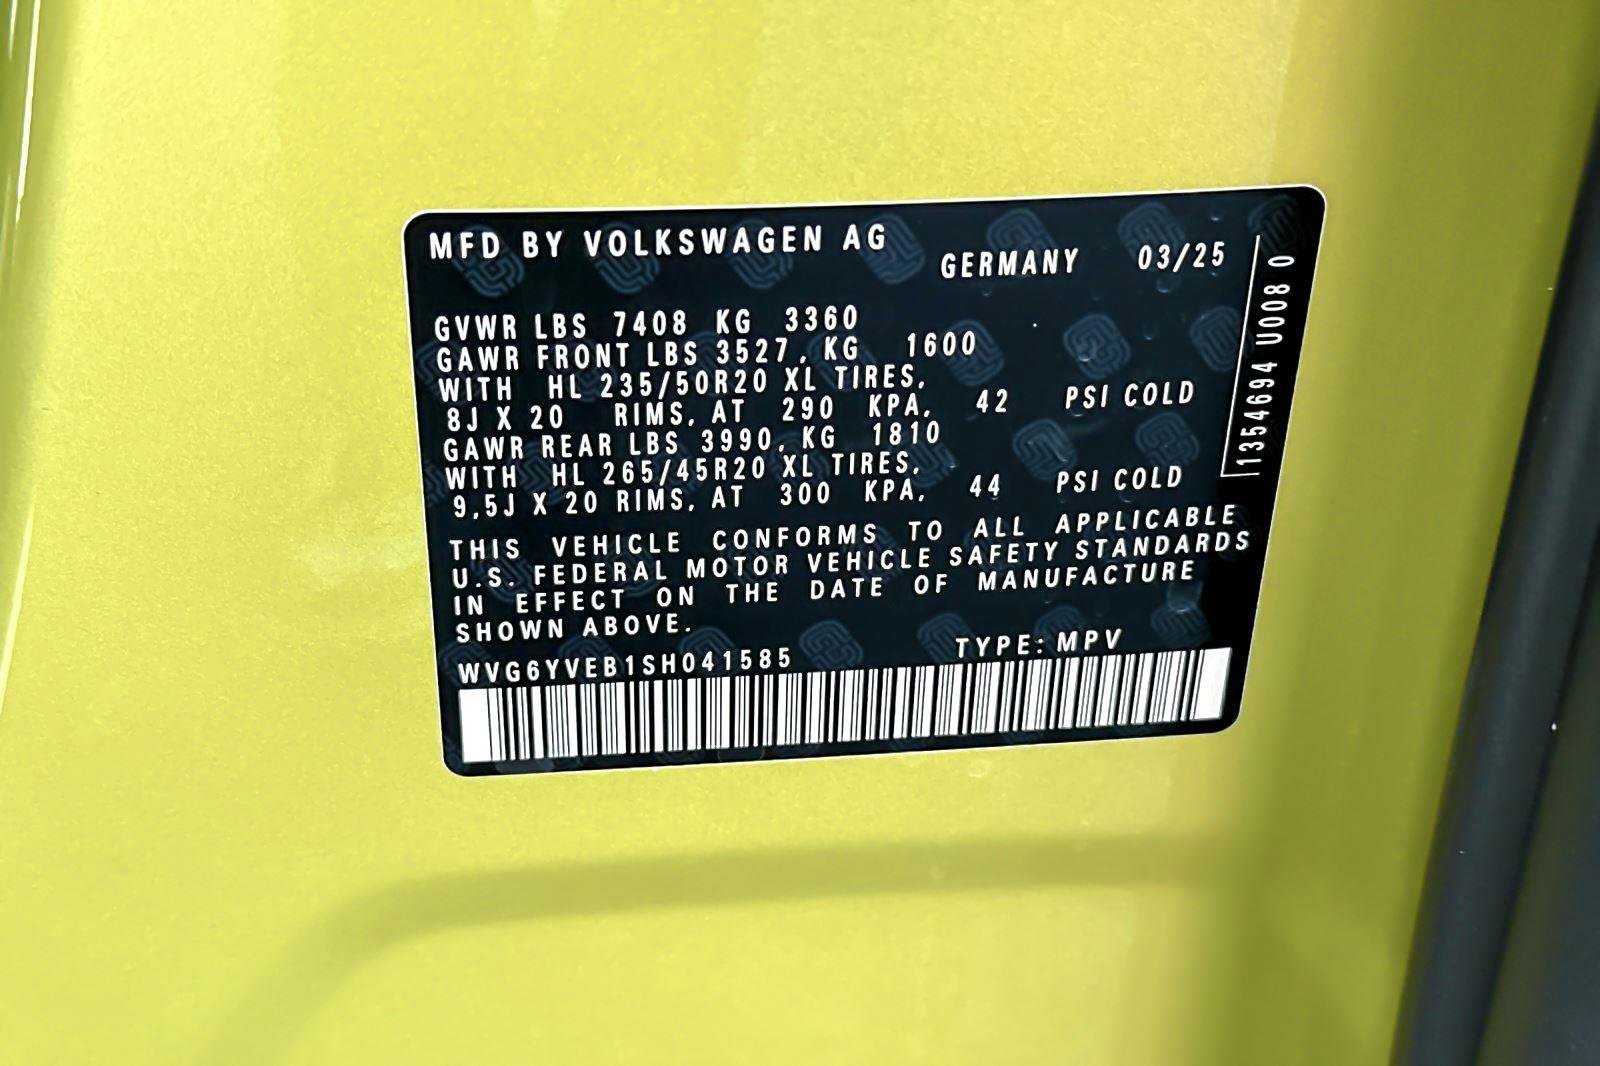 MFD BY VOLKSWAGEN AG
GERMANY 03/25
GVWR LBS 7408 KG 3360
GAWR FRONT LBS 3527, KG 1600
WITH HL 235/50R20 XL TIRES,
8J X 20 RIMS, AT 290 KPA, 42 PSI COLD
GAWR REAR LBS 3990, KG 1810
WITH HL 265/45R20 XL TIRES,
9,5J X 20 RIMS, AT 300 KPA, 44 PSI COLD
THIS VEHICLE CONFORMS TO ALL APPLICABLE
U.S. FEDERAL MOTOR VEHICLE SAFETY STANDARDS
IN EFFECT ON THE DATE OF MANUFACTURE
SHOWN ABOVE.
WVG6YVEB1SH041585 TYPE: MPV
1354694 U008 0